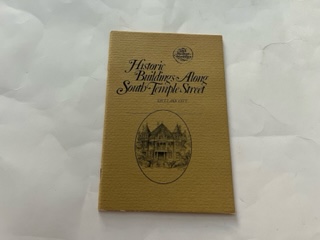 Historic
Buildings Along
South Temple Street
SALT LAKE CITY